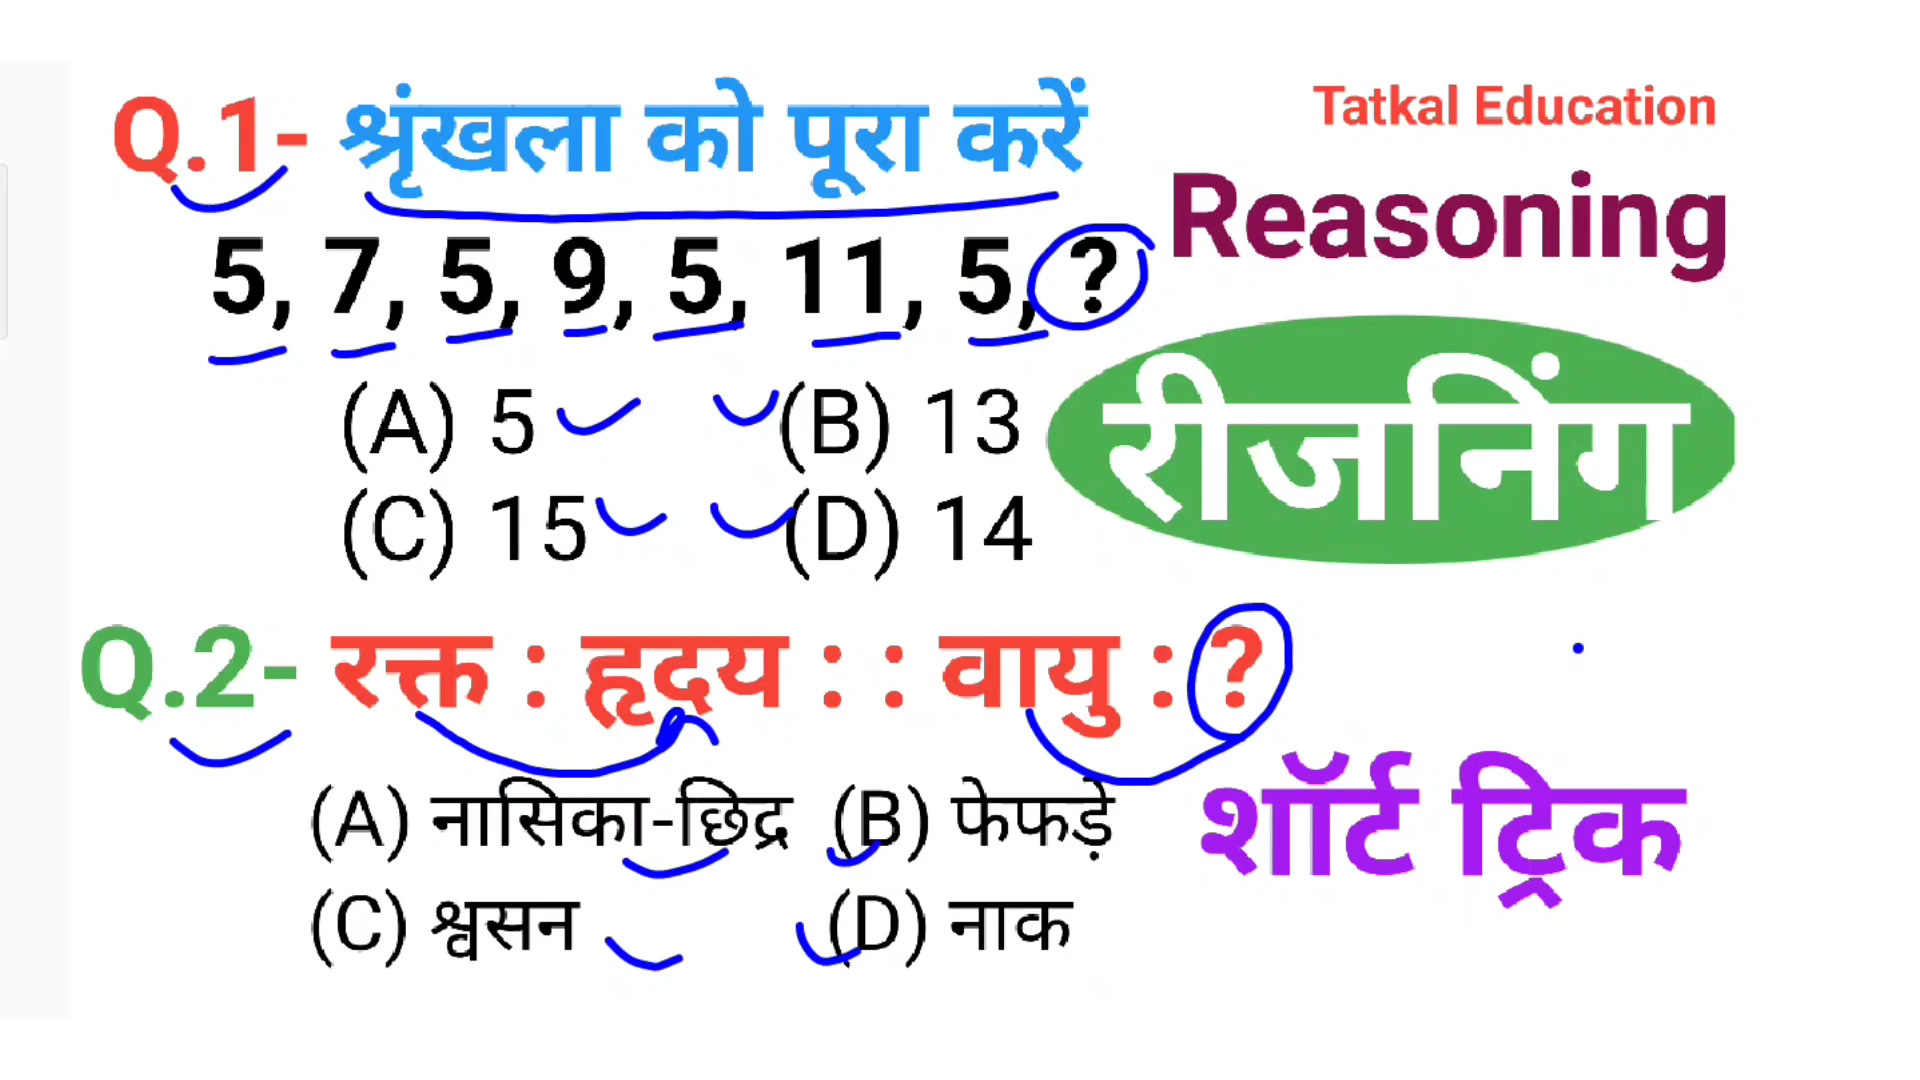 Q.1- श्रृंखला को पूरा करें
Tatkal Education
Reasoning
5, 7, 5, 9, 5, 11, 5, ?
(A) 5 (B) 13
रीजनिंग
(C) 15 (D) 14
Q.2- रक्त : हृदय : : वायु : ?
(A) नासिका-छिद्र (B) फेफड़े
शॉर्ट ट्रिक
(C) श्वसन (D) नाक